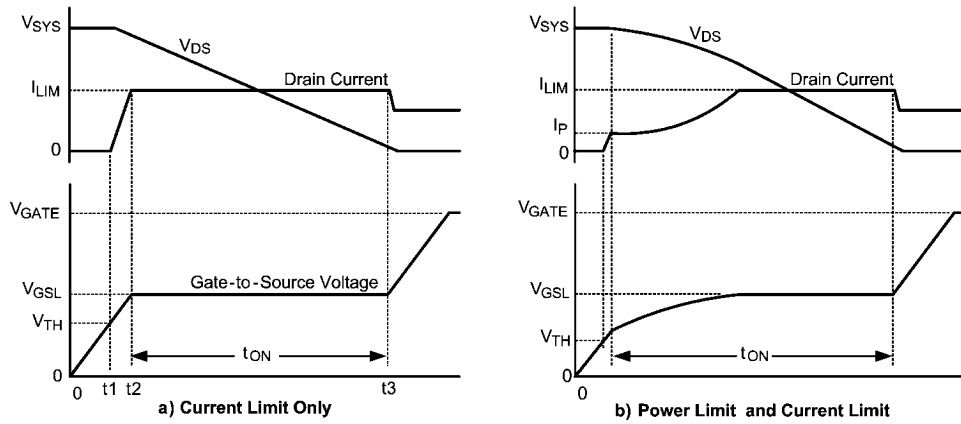 VSYS
VDS
ILIM
Drain Current
0
VGATE
VGSL
Gate-to-Source Voltage
VTH
tON
0
0
t1
t2
t3
a) Current Limit Only
VSYS
VDS
ILIM
Drain Current
IP
0
VGATE
VGSL
VTH
tON
0
0
b) Power Limit and Current Limit